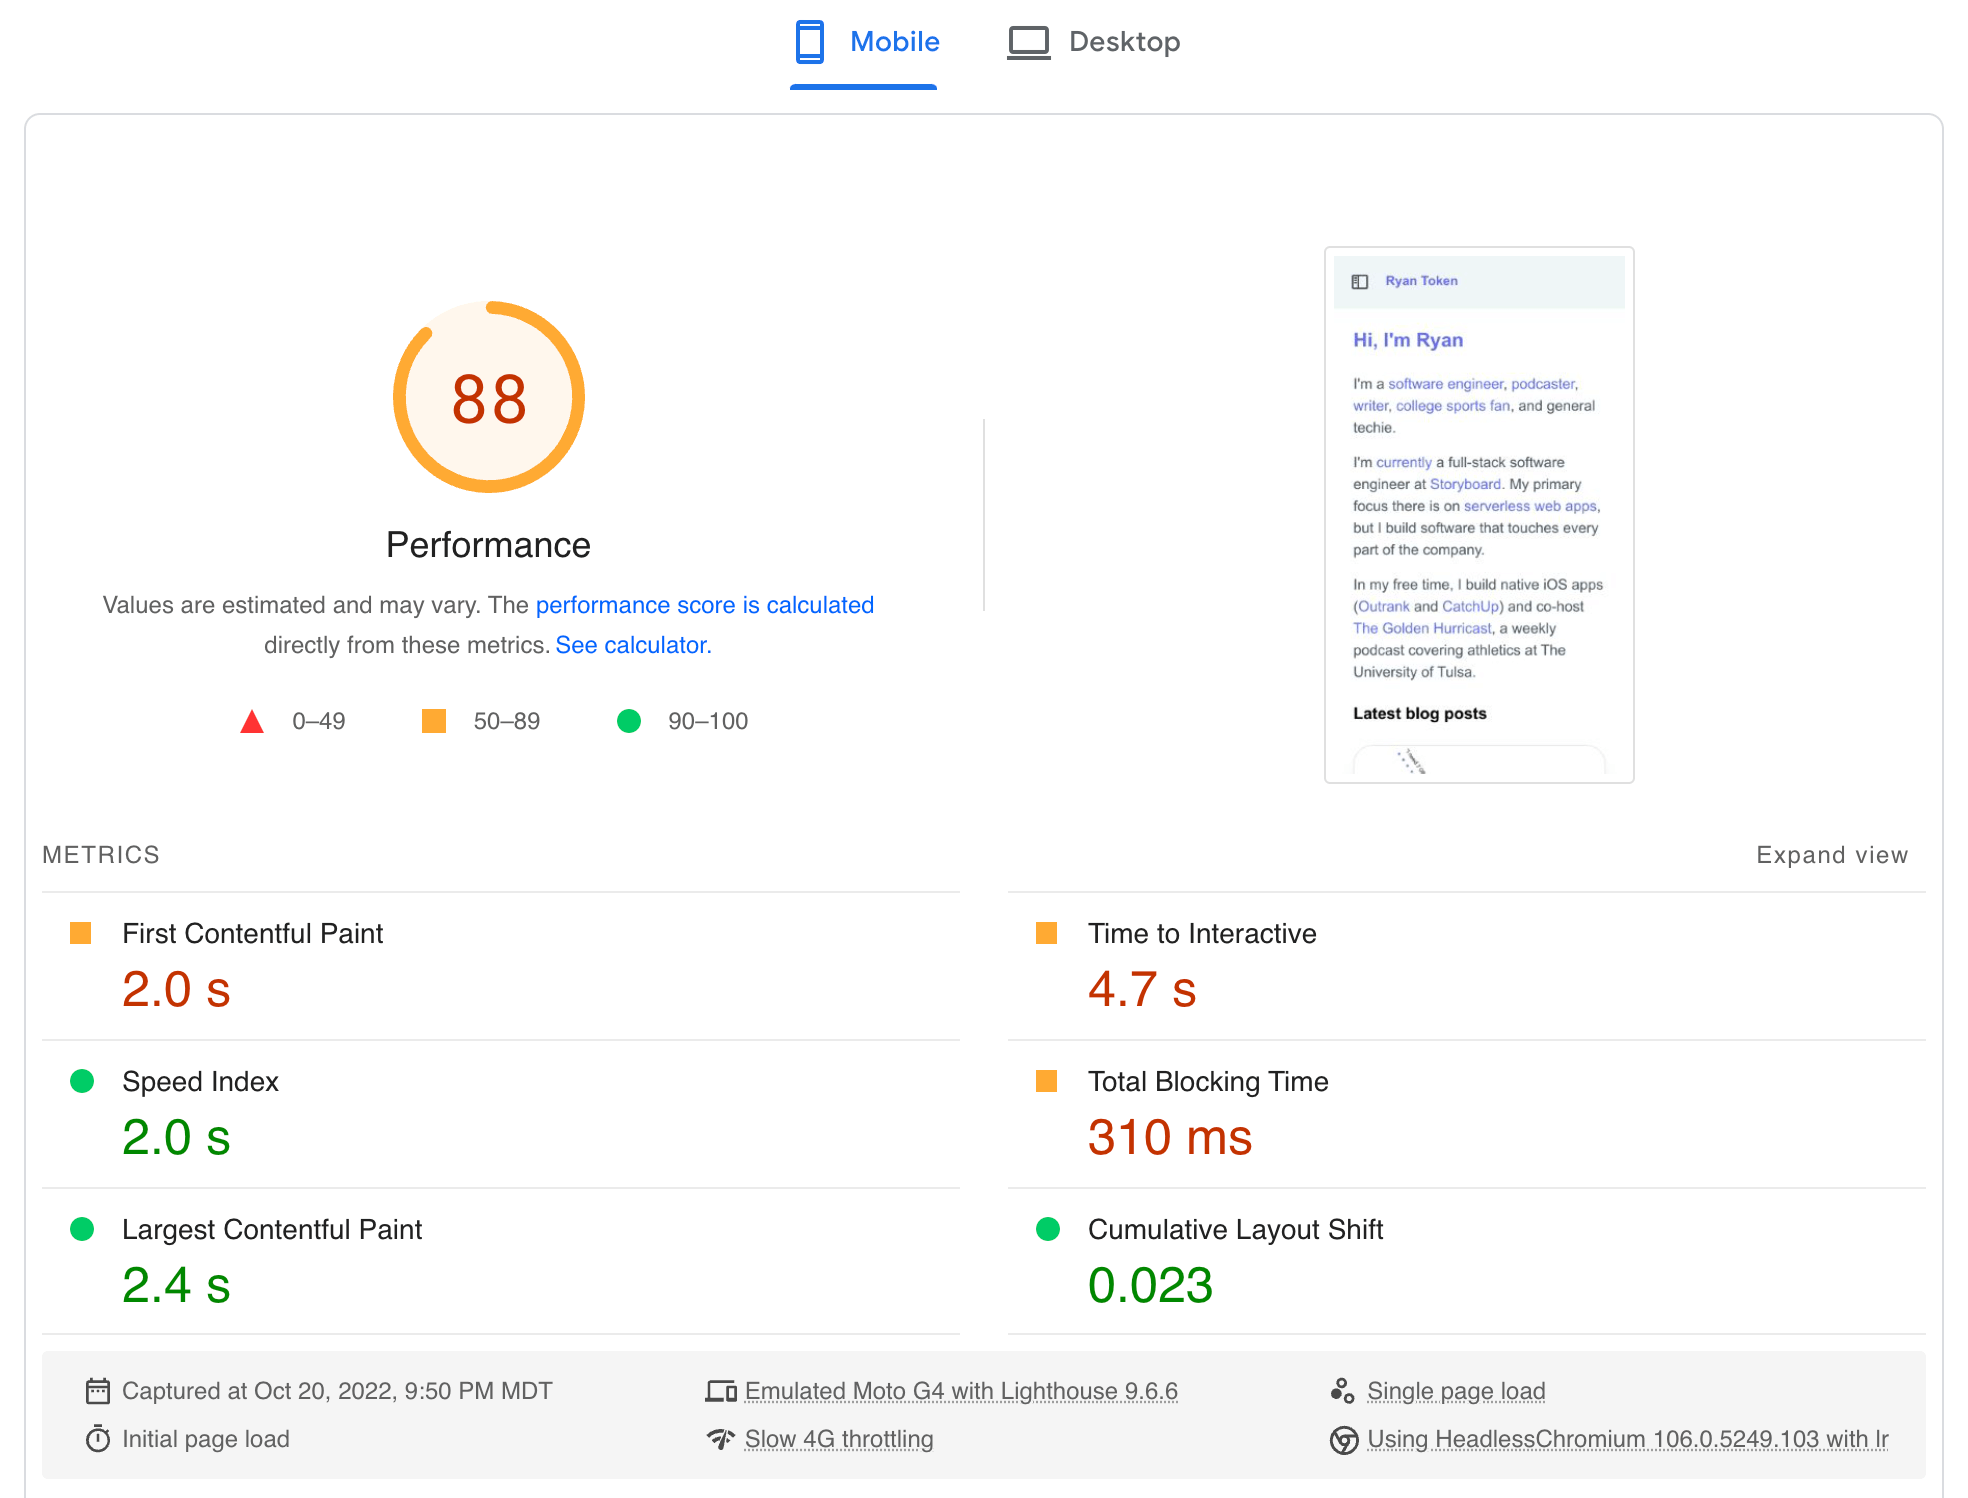 Mobile
Desktop
88
Performance
Values are estimated and may vary. The performance score is calculated
directly from these metrics. See calculator.
0–49
50–89
90–100
Ryan Token
Hi, I'm Ryan
I'm a software engineer, podcaster,
writer, college sports fan, and general
techie.
I'm currently a full-stack software
engineer at Storyboard. My primary
focus there is on serverless web apps,
but I build software that touches every
part of the company.
In my free time, I build native iOS apps
(Outrank and CatchUp) and co-host
The Golden Hurricast, a weekly
podcast covering athletics at The
University of Tulsa.
Latest blog posts
METRICS
Expand view
First Contentful Paint
2.0 s
Time to Interactive
4.7 s
Speed Index
2.0 s
Total Blocking Time
310 ms
Largest Contentful Paint
2.4 s
Cumulative Layout Shift
0.023
Captured at Oct 20, 2022, 9:50 PM MDT
Emulated Moto G4 with Lighthouse 9.6.6
Single page load
Initial page load
Slow 4G throttling
Using HeadlessChromium 106.0.5249.103 with lr